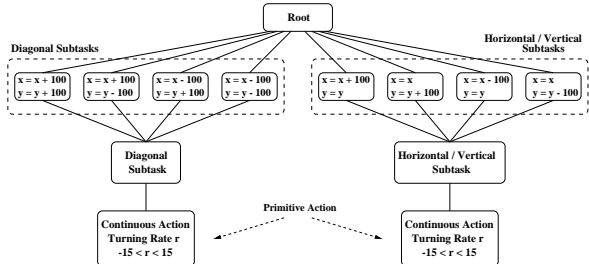 Root
Diagonal Subtasks
Horizontal / Vertical
Subtasks
x = x + 100
y = y + 100
x = x + 100
y = y - 100
x = x - 100
y = y + 100
x = x - 100
y = y - 100
x = x + 100
y = y
x = x
y = y + 100
x = x - 100
y = y
x = x
y = y - 100
Diagonal
Subtask
Horizontal / Vertical
Subtask
Primitive Action
Continuous Action
Turning Rate r
-15 < r < 15
Continuous Action
Turning Rate r
-15 < r < 15